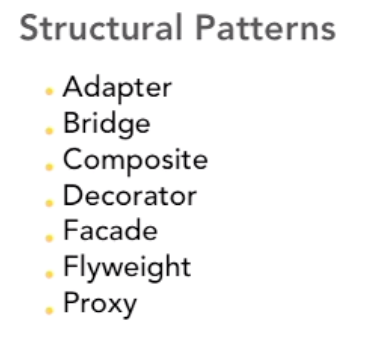 Structural Patterns
Adapter
Bridge
Composite
Decorator
Facade
Flyweight
Proxy